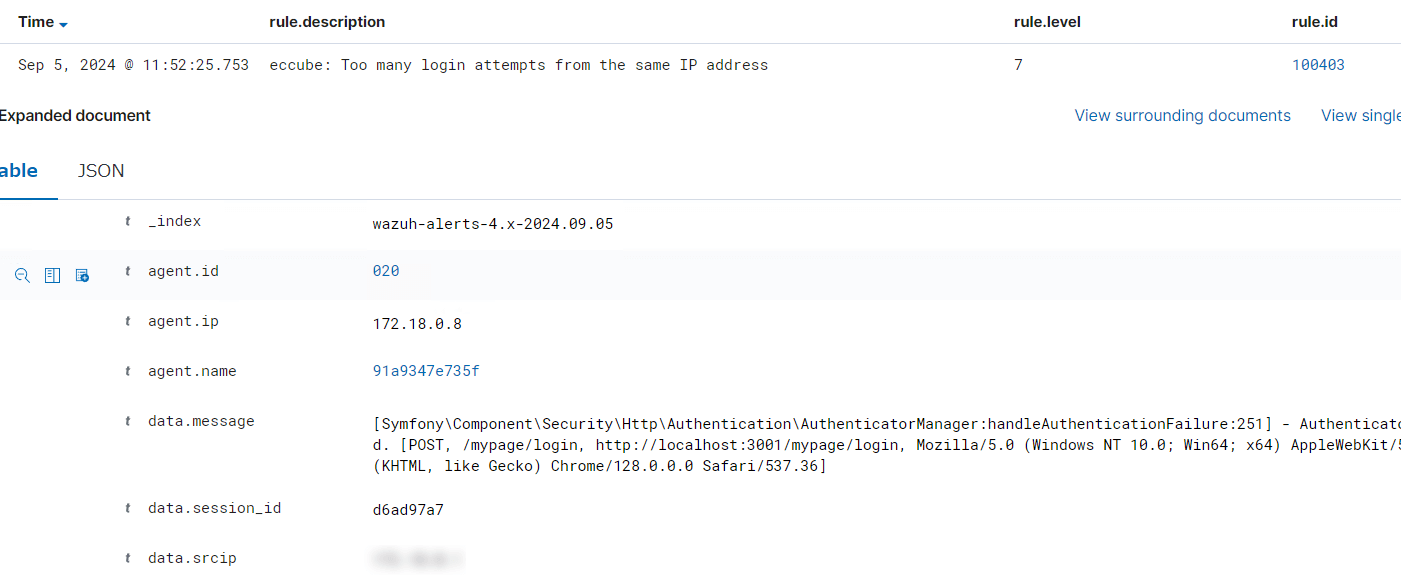 Time rule.description rule.level rule.id
Sep 5, 2024 @ 11:52:25.753 eccube: Too many login attempts from the same IP address 7 100403
Expanded document View surrounding documents View single
able JSON
t _index wazuh-alerts-4.x-2024.09.05
t agent.id 020
t agent.ip 172.18.0.8
t agent.name 91a9347e735f
t data.message [Symfony\Component\Security\Http\Authentication\AuthenticatorManager:handleAuthenticationFailure:251] - Authenticato
d. [POST, /mypage/login, http://localhost:3001/mypage/login, Mozilla/5.0 (Windows NT 10.0; Win64; x64) AppleWebKit/5
(KHTML, like Gecko) Chrome/128.0.0.0 Safari/537.36]
t data.session_id d6ad97a7
t data.srcip